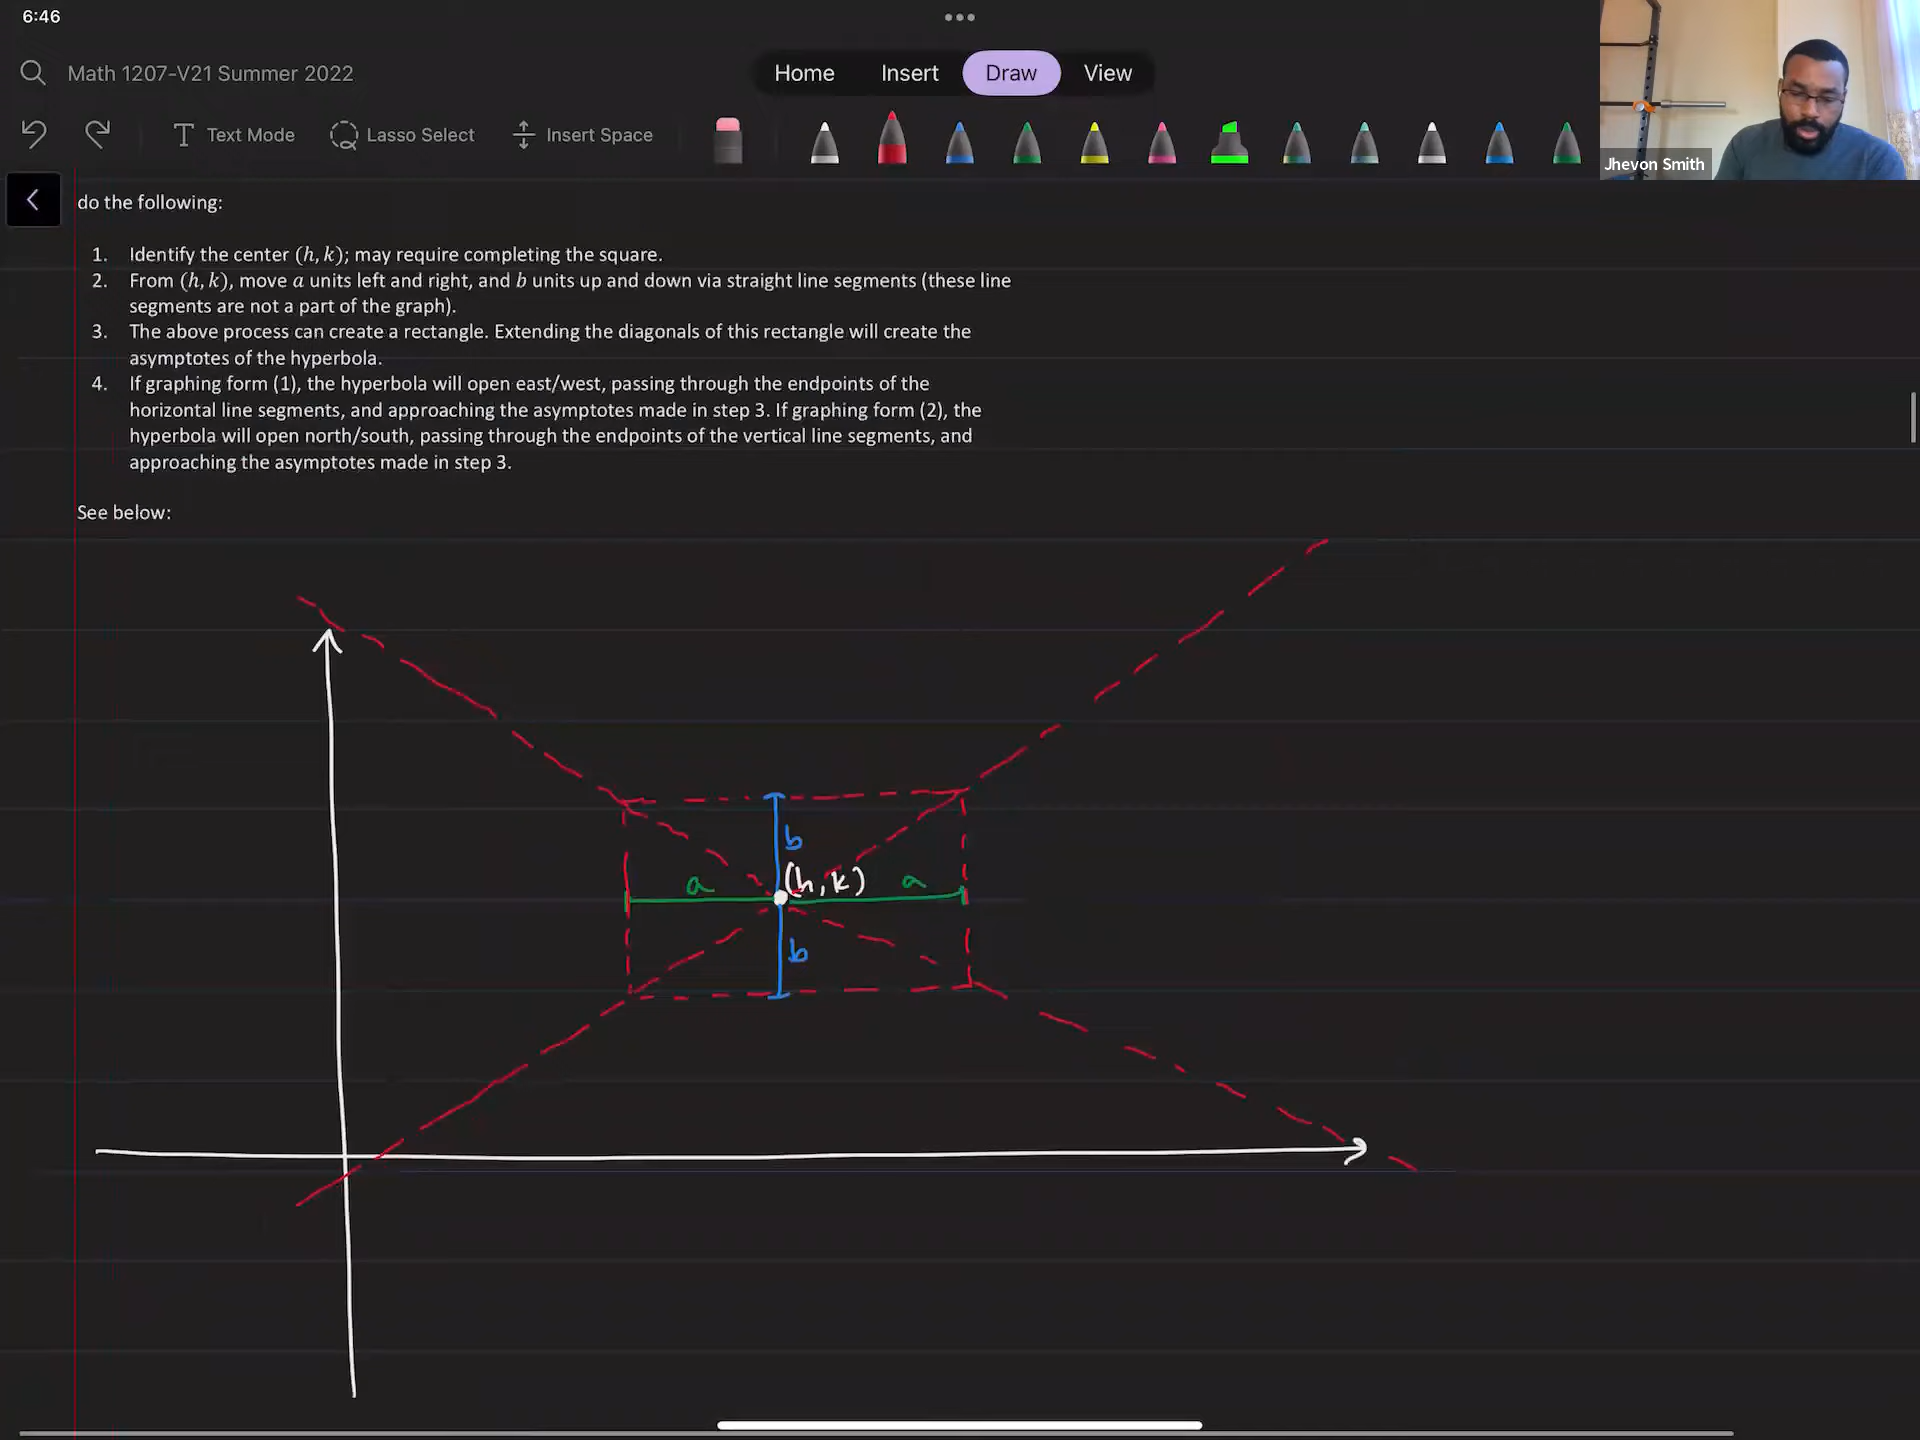 6:46
Math 1207-V21 Summer 2022
Home Insert Draw View
Text Mode Lasso Select Insert Space
Jhevon Smith
do the following:
1. Identify the center (h, k); may require completing the square.
2. From (h, k), move a units left and right, and b units up and down via straight line segments (these line
segments are not a part of the graph).
3. The above process can create a rectangle. Extending the diagonals of this rectangle will create the
asymptotes of the hyperbola.
4. If graphing form (1), the hyperbola will open east/west, passing through the endpoints of the
horizontal line segments, and approaching the asymptotes made in step 3. If graphing form (2), the
hyperbola will open north/south, passing through the endpoints of the vertical line segments, and
approaching the asymptotes made in step 3.
See below:
b
a (h, k) a
b